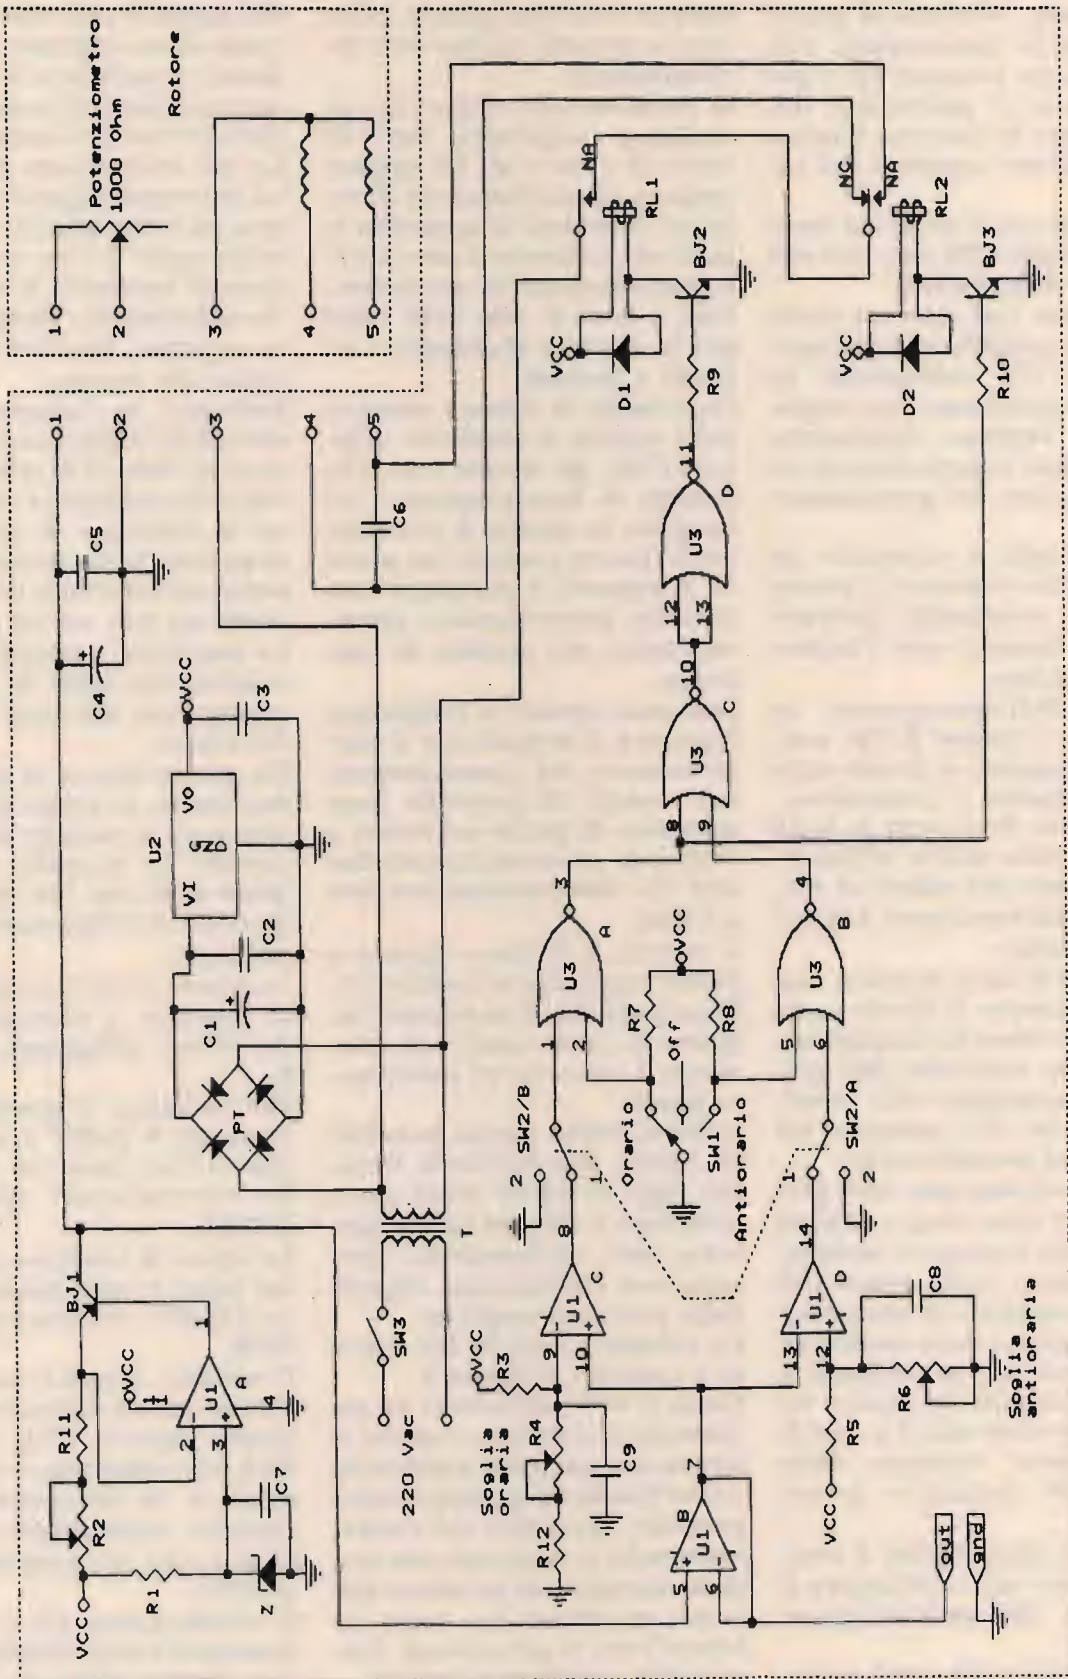 Potenziometro
1000 Ohm
Rotore
1
2
3
4
5
1
2
3
4
5
C5
C4
+
C6
VCC
C3
U2
VI
VO
GND
C2
C1
+
PT
T
SW3
220 Vac
BJ1
VCC
R11
R2
R1
Z
C7
U1
A
1
2
3
4
11
-
+
NA
RL1
VCC
D1
BJ2
R9
NC
NA
RL2
VCC
D2
BJ3
R10
U3
D
11
12
13
U3
C
10
8
9
U3
A
3
1
2
U3
B
4
5
6
R7
R8
VCC
Orario
Off
SW1
Antiorario
SW2/B
2
1
SW2/A
1
2
VCC
R3
Soglia
oraria
R4
R12
C9
U1
C
8
9
10
-
+
U1
D
14
13
12
-
+
C8
R6
R5
VCC
Soglia
antioraria
U1
B
7
5
6
+
-
out
gnd